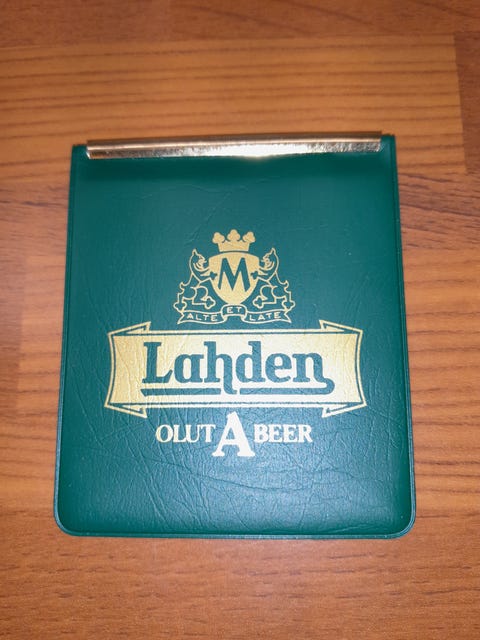 M
ALTE ET LATE
Lahden
OLUT A BEER